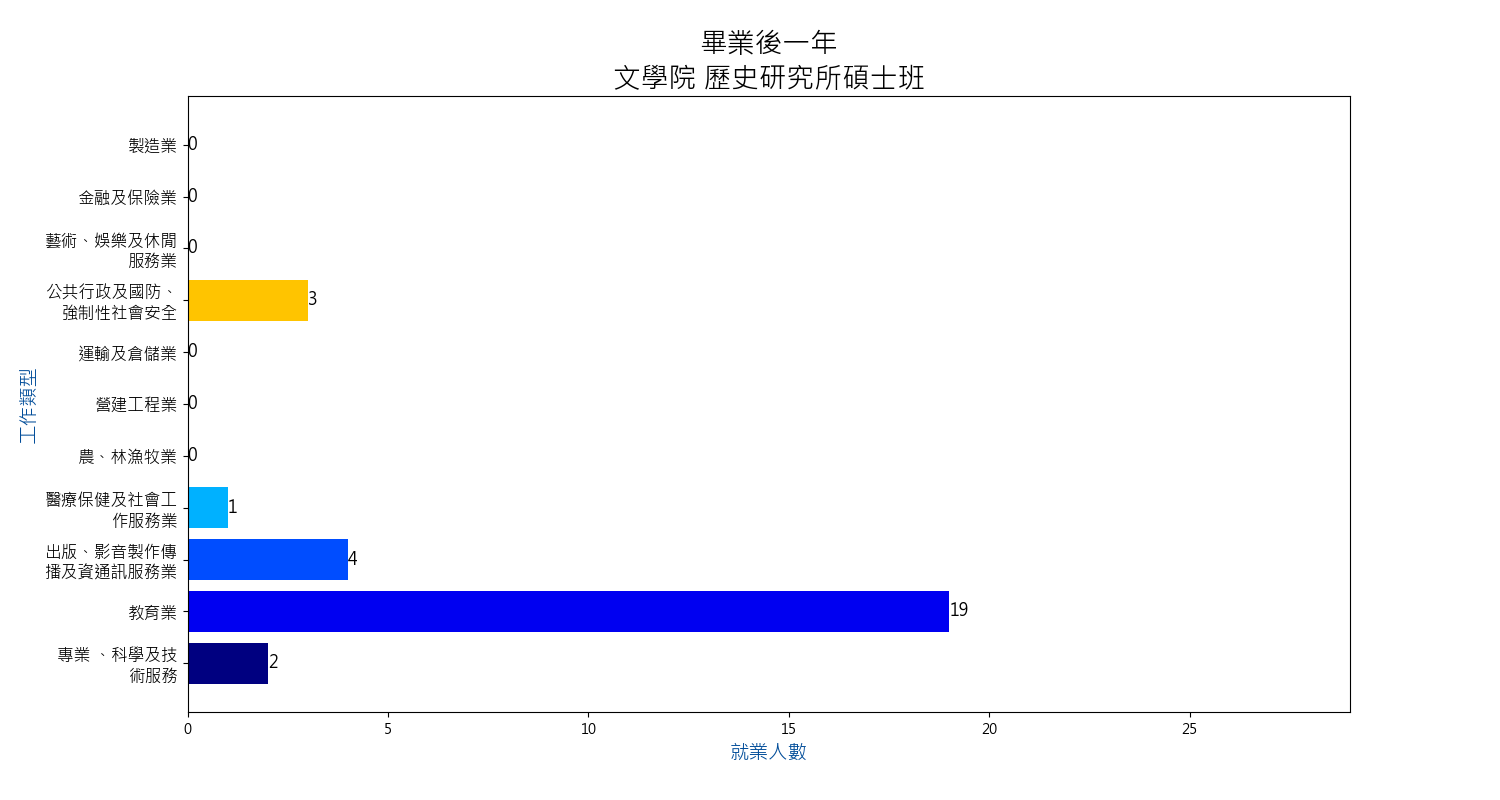 畢業後一年
文學院 歷史研究所碩士班
製造業
0
金融及保險業
0
藝術、娛樂及休閒
服務業
0
公共行政及國防、
強制性社會安全
3
運輸及倉儲業
0
營建工程業
0
農、林漁牧業
0
醫療保健及社會工
作服務業
1
出版、影音製作傳
播及資通訊服務業
4
教育業
19
專業 、科學及技
術服務
2
工作類型
0 5 10 15 20 25
就業人數